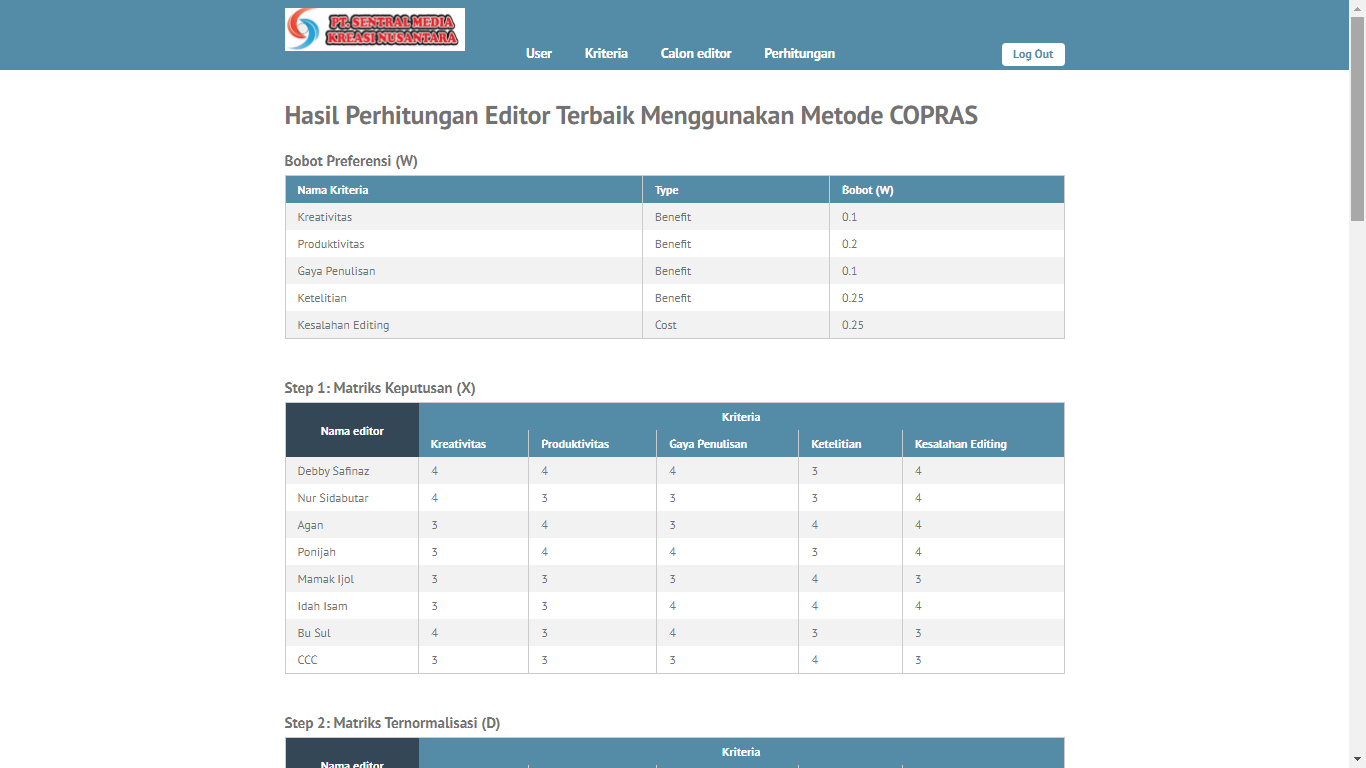 PT. SENTRAL MEDIA
KREASI NUSANTARA
User Kriteria Calon editor Perhitungan Log Out
Hasil Perhitungan Editor Terbaik Menggunakan Metode COPRAS
Bobot Preferensi (W)
Nama Kriteria Type Bobot (W)
Kreativitas Benefit 0.1
Produktivitas Benefit 0.2
Gaya Penulisan Benefit 0.1
Ketelitian Benefit 0.25
Kesalahan Editing Cost 0.25
Step 1: Matriks Keputusan (X)
Nama editor Kriteria
Kreativitas Produktivitas Gaya Penulisan Ketelitian Kesalahan Editing
Debby Safinaz 4 4 4 3 4
Nur Sidabutar 4 3 3 3 4
Agan 3 4 3 4 4
Ponijah 3 4 4 3 4
Mamak Ijol 3 3 3 4 3
Idah Isam 3 3 4 4 4
Bu Sul 4 3 4 3 3
CCC 3 3 3 4 3
Step 2: Matriks Ternormalisasi (D)
Kriteria
Nama editor